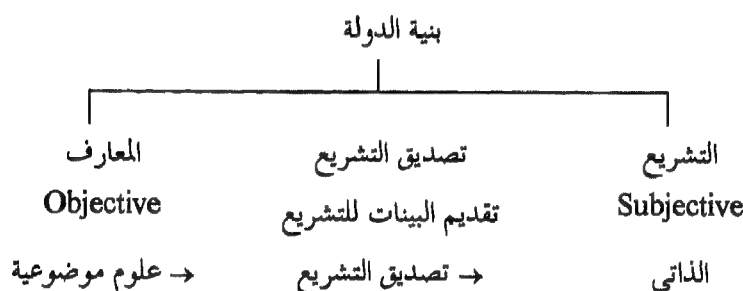 بنية الدولة
التشريع تصديق التشريع المعارف
Subjective تقديم البينات للتشريع Objective
الذاتي → تصديق التشريع → علوم موضوعية